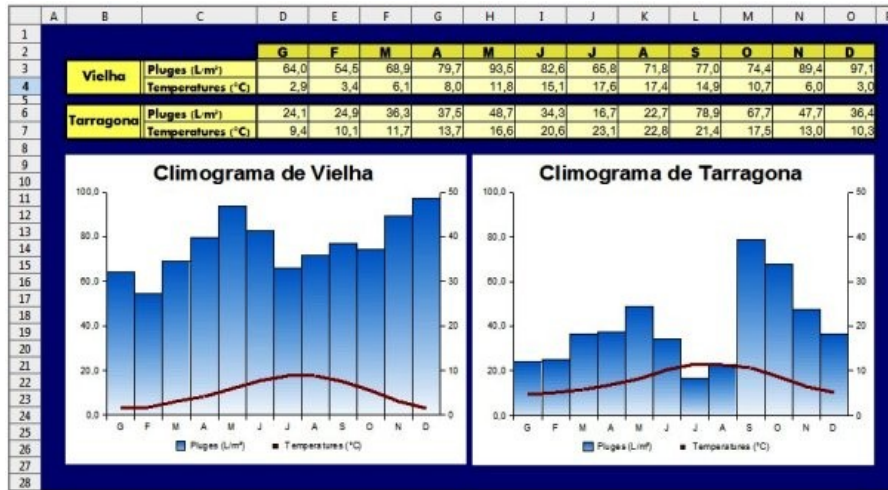 A B C D E F G H I J K L M N O
1
2 G F M A M J J A S O N D
3 Vielha Pluges (L·m²) 64,0 54,5 68,9 79,7 93,5 82,6 65,8 71,8 77,0 74,4 89,4 97,1
4 Temperatures (°C) 2,9 3,4 6,1 8,0 11,8 15,1 17,6 17,4 14,9 10,7 6,0 3,0
5
6 Tarragona Pluges (L·m²) 24,1 24,9 36,3 37,5 48,7 34,3 16,7 22,7 78,9 67,7 47,7 36,4
7 Temperatures (°C) 9,4 10,1 11,7 13,7 16,6 20,6 23,1 22,8 21,4 17,5 13,0 10,3
8
9
10
11
12
13
14
15
16
17
18
19
20
21
22
23
24
25
26
27
28
Climograma de Vielha
100,0 50
80,0 40
60,0 30
40,0 20
20,0 10
0,0 0
G F M A M J J A S O N D
Pluges (L/m²) Temperatures (°C)
Climograma de Tarragona
100,0 50
80,0 40
60,0 30
40,0 20
20,0 10
0,0 0
G F M A M J J A S O N D
Pluges (L/m²) Temperatures (°C)